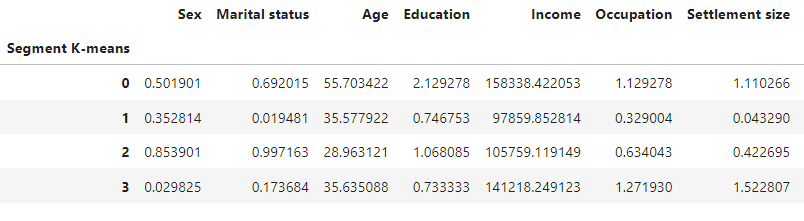 Sex Marital status Age Education Income Occupation Settlement size
Segment K-means
0 0.501901 0.692015 55.703422 2.129278 158338.422053 1.129278 1.110266
1 0.352814 0.019481 35.577922 0.746753 97859.852814 0.329004 0.043290
2 0.853901 0.997163 28.963121 1.068085 105759.119149 0.634043 0.422695
3 0.029825 0.173684 35.635088 0.733333 141218.249123 1.271930 1.522807